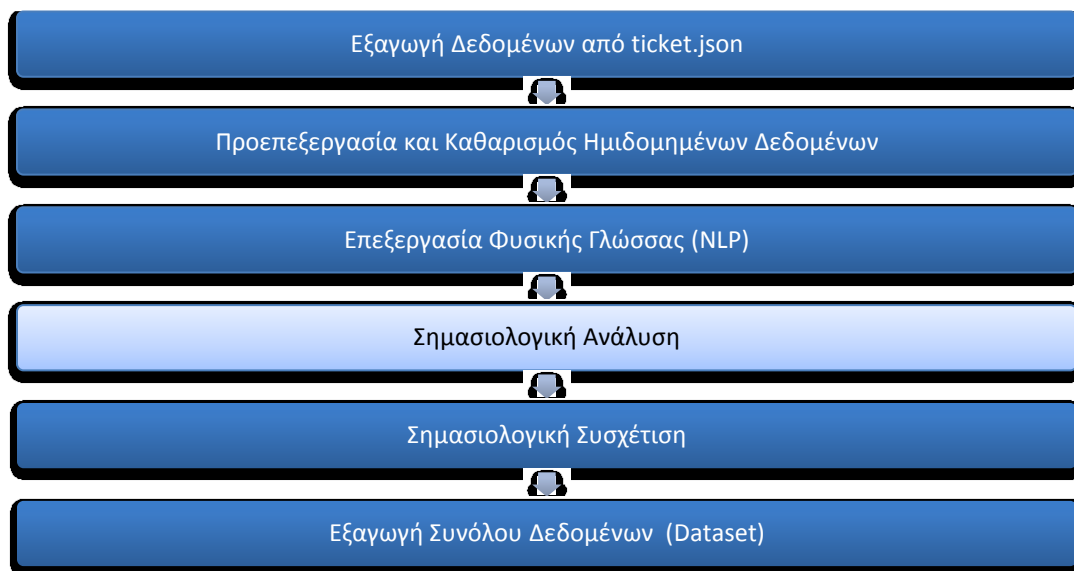 Εξαγωγή Δεδομένων από ticket.json
Προεπεξεργασία και Καθαρισμός Ημιδομημένων Δεδομένων
Επεξεργασία Φυσικής Γλώσσας (NLP)
Σημασιολογική Ανάλυση
Σημασιολογική Συσχέτιση
Εξαγωγή Συνόλου Δεδομένων (Dataset)